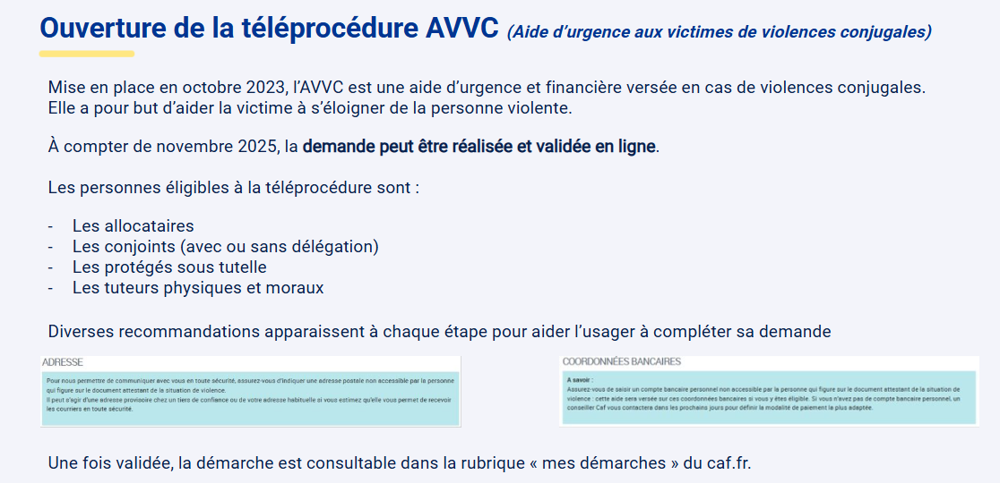 Ouverture de la téléprocédure AVVC (Aide d’urgence aux victimes de violences conjugales)
Mise en place en octobre 2023, l’AVVC est une aide d’urgence et financière versée en cas de violences conjugales.
Elle a pour but d’aider la victime à s’éloigner de la personne violente.
À compter de novembre 2025, la demande peut être réalisée et validée en ligne.
Les personnes éligibles à la téléprocédure sont :
- Les allocataires
- Les conjoints (avec ou sans délégation)
- Les protégés sous tutelle
- Les tuteurs physiques et moraux
Diverses recommandations apparaissent à chaque étape pour aider l’usager à compléter sa demande
ADRESSE
Pour nous permettre de communiquer avec vous en toute sécurité, assurez-vous d'indiquer une adresse postale non accessible par la personne
qui figure sur le document attestant de la situation de violence.
Il peut s'agir d'une adresse provisoire chez un tiers de confiance ou de votre adresse habituelle si vous estimez qu'elle vous permet de recevoir
les courriers en toute sécurité.
COORDONNÉES BANCAIRES
A savoir :
Assurez-vous de saisir un compte bancaire personnel non accessible par la personne qui figure sur le document attestant de la situation de
violence : cette aide sera versée sur ces coordonnées bancaires si vous y êtes éligible. Si vous n'avez pas de compte bancaire personnel, un
conseiller Caf vous contactera dans les prochains jours pour définir la modalité de paiement la plus adaptée.
Une fois validée, la démarche est consultable dans la rubrique « mes démarches » du caf.fr.